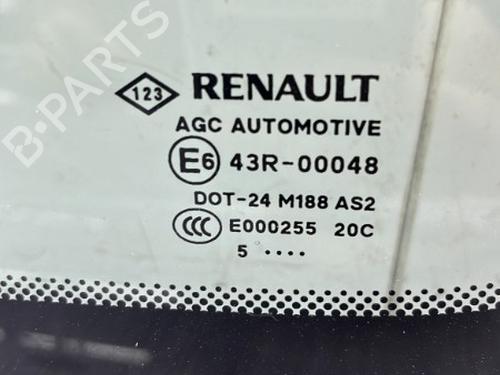 123 RENAULT
AGC AUTOMOTIVE
E6 43R-00048
DOT-24 M188 AS2
CCC E000255 20C
5 ....
B-PARTS